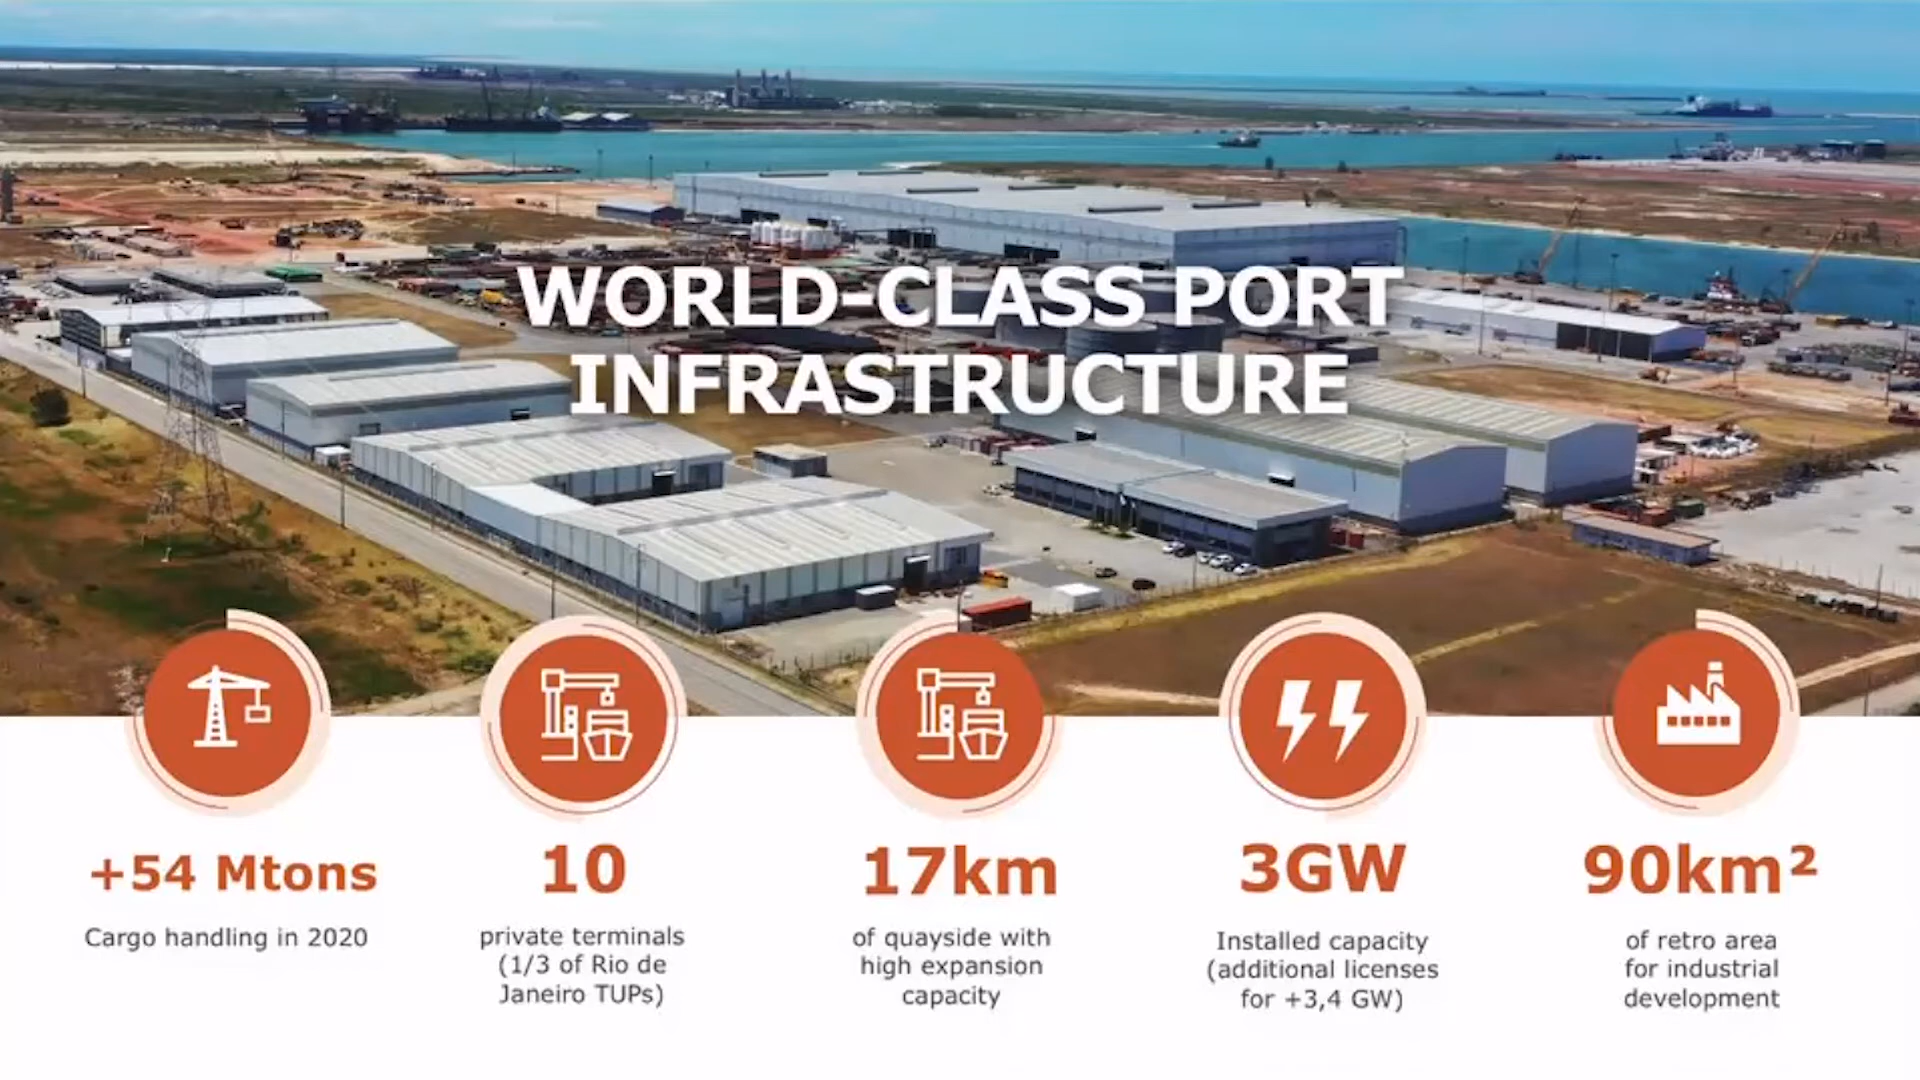 WORLD-CLASS PORT
INFRASTRUCTURE
+54 Mtons
Cargo handling in 2020
10
private terminals
(1/3 of Rio de
Janeiro TUPs)
17km
of quayside with
high expansion
capacity
3GW
Installed capacity
(additional licenses
for +3,4 GW)
90km²
of retro area
for industrial
development